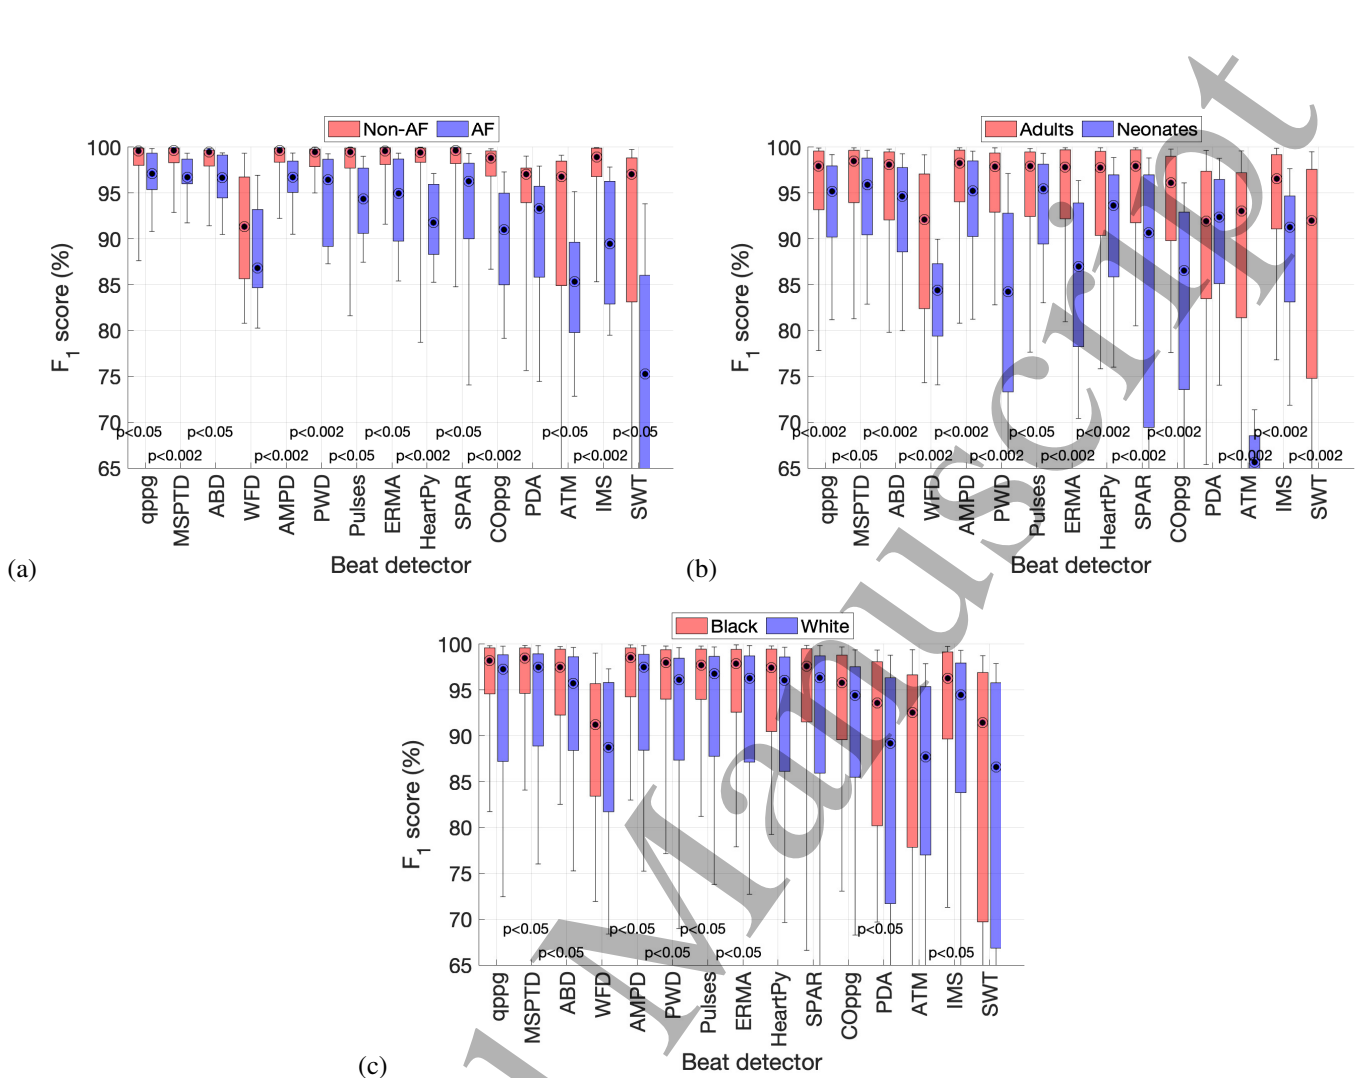 Non-AF AF
100
95
90
85
80
75
70
65
F1 score (%)
p<0.05 p<0.05 p<0.002 p<0.05 p<0.05 p<0.05 p<0.05
p<0.002 p<0.002 p<0.05 p<0.002 p<0.002 p<0.002
qppg MSPTD ABD WFD AMPD PWD Pulses ERMA HeartPy SPAR COppg PDA ATM IMS SWT
Beat detector
(a)
Adults Neonates
100
95
90
85
80
75
70
65
F1 score (%)
p<0.002 p<0.002 p<0.002 p<0.05 p<0.002 p<0.002 p<0.002
p<0.05 p<0.002 p<0.002 p<0.002 p<0.002 p<0.002 p<0.002
qppg MSPTD ABD WFD AMPD PWD Pulses ERMA HeartPy SPAR COppg PDA ATM IMS SWT
Beat detector
(b)
Black White
100
95
90
85
80
75
70
65
F1 score (%)
p<0.05 p<0.05 p<0.05 p<0.05
p<0.05 p<0.05 p<0.05 p<0.05
qppg MSPTD ABD WFD AMPD PWD Pulses ERMA HeartPy SPAR COppg PDA ATM IMS SWT
Beat detector
(c)
Manuscript